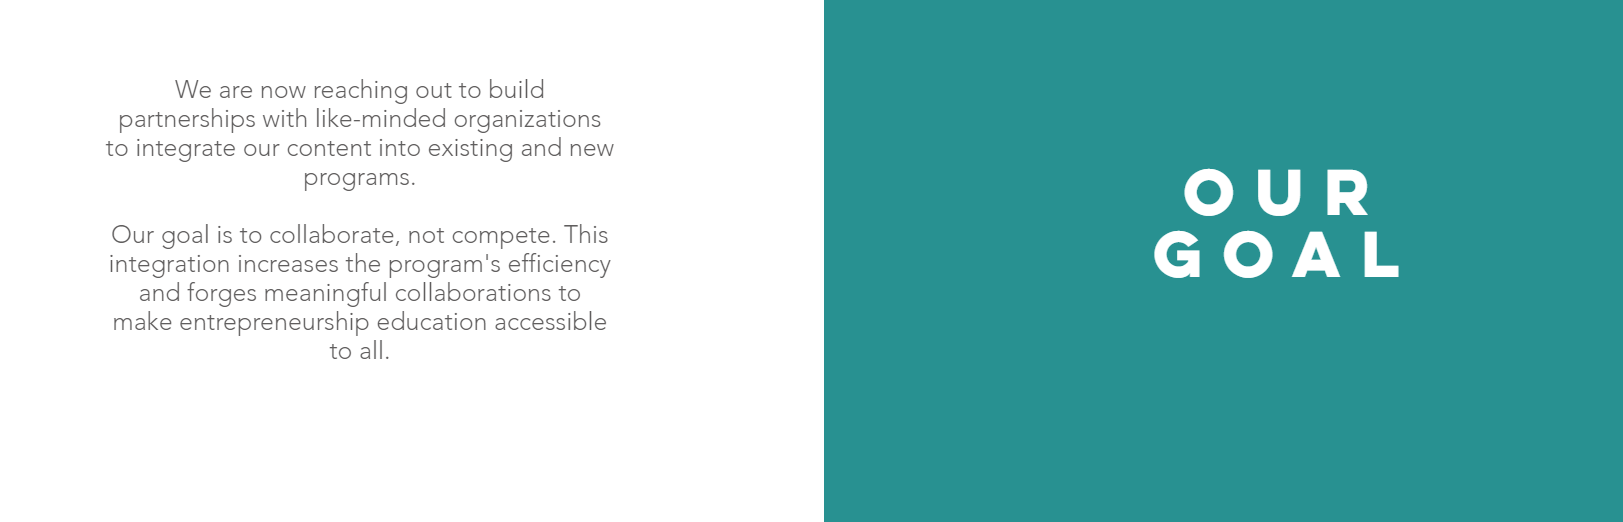 We are now reaching out to build
partnerships with like-minded organizations
to integrate our content into existing and new
programs.
Our goal is to collaborate, not compete. This
integration increases the program's efficiency
and forges meaningful collaborations to
make entrepreneurship education accessible
to all.
OUR
GOAL